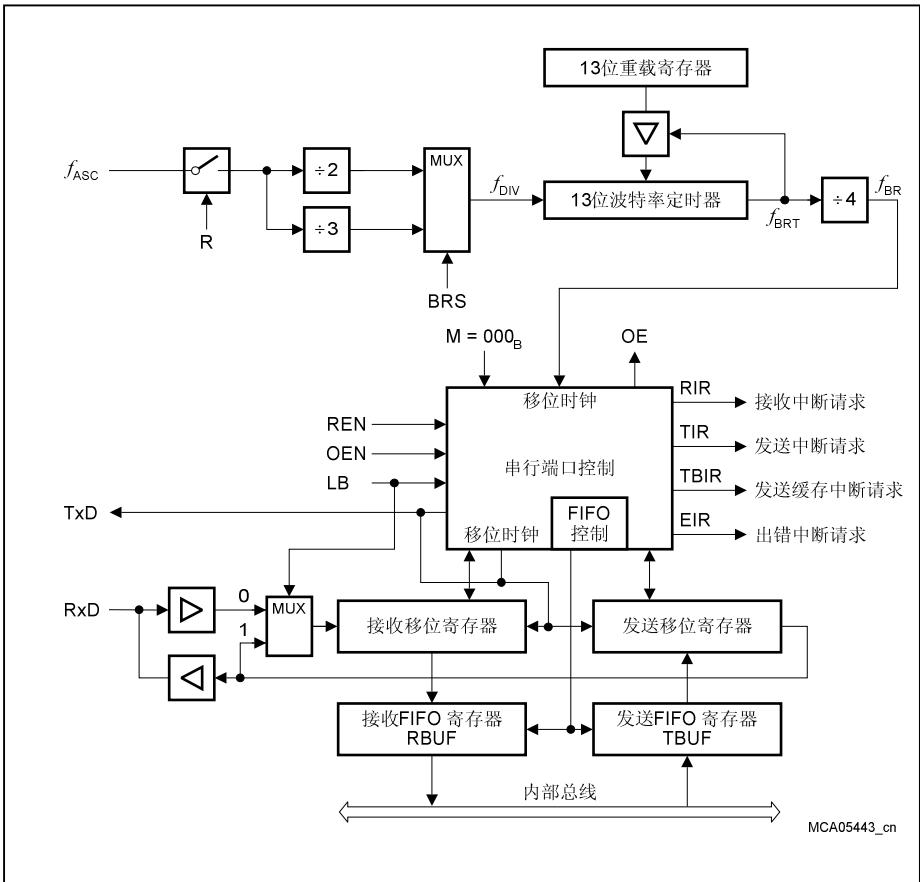 13位重载寄存器
fASC
÷2
MUX
fDIV
13位波特率定时器
fBRT
÷4
fBR
÷3
R
BRS
M = 000B
OE
移位时钟
RIR
接收中断请求
REN
TIR
发送中断请求
OEN
串行端口控制
LB
TBIR
发送缓存中断请求
TxD
移位时钟
FIFO
控制
EIR
出错中断请求
RxD
0
MUX
1
接收移位寄存器
发送移位寄存器
接收FIFO 寄存器
RBUF
发送FIFO 寄存器
TBUF
内部总线
MCA05443_cn